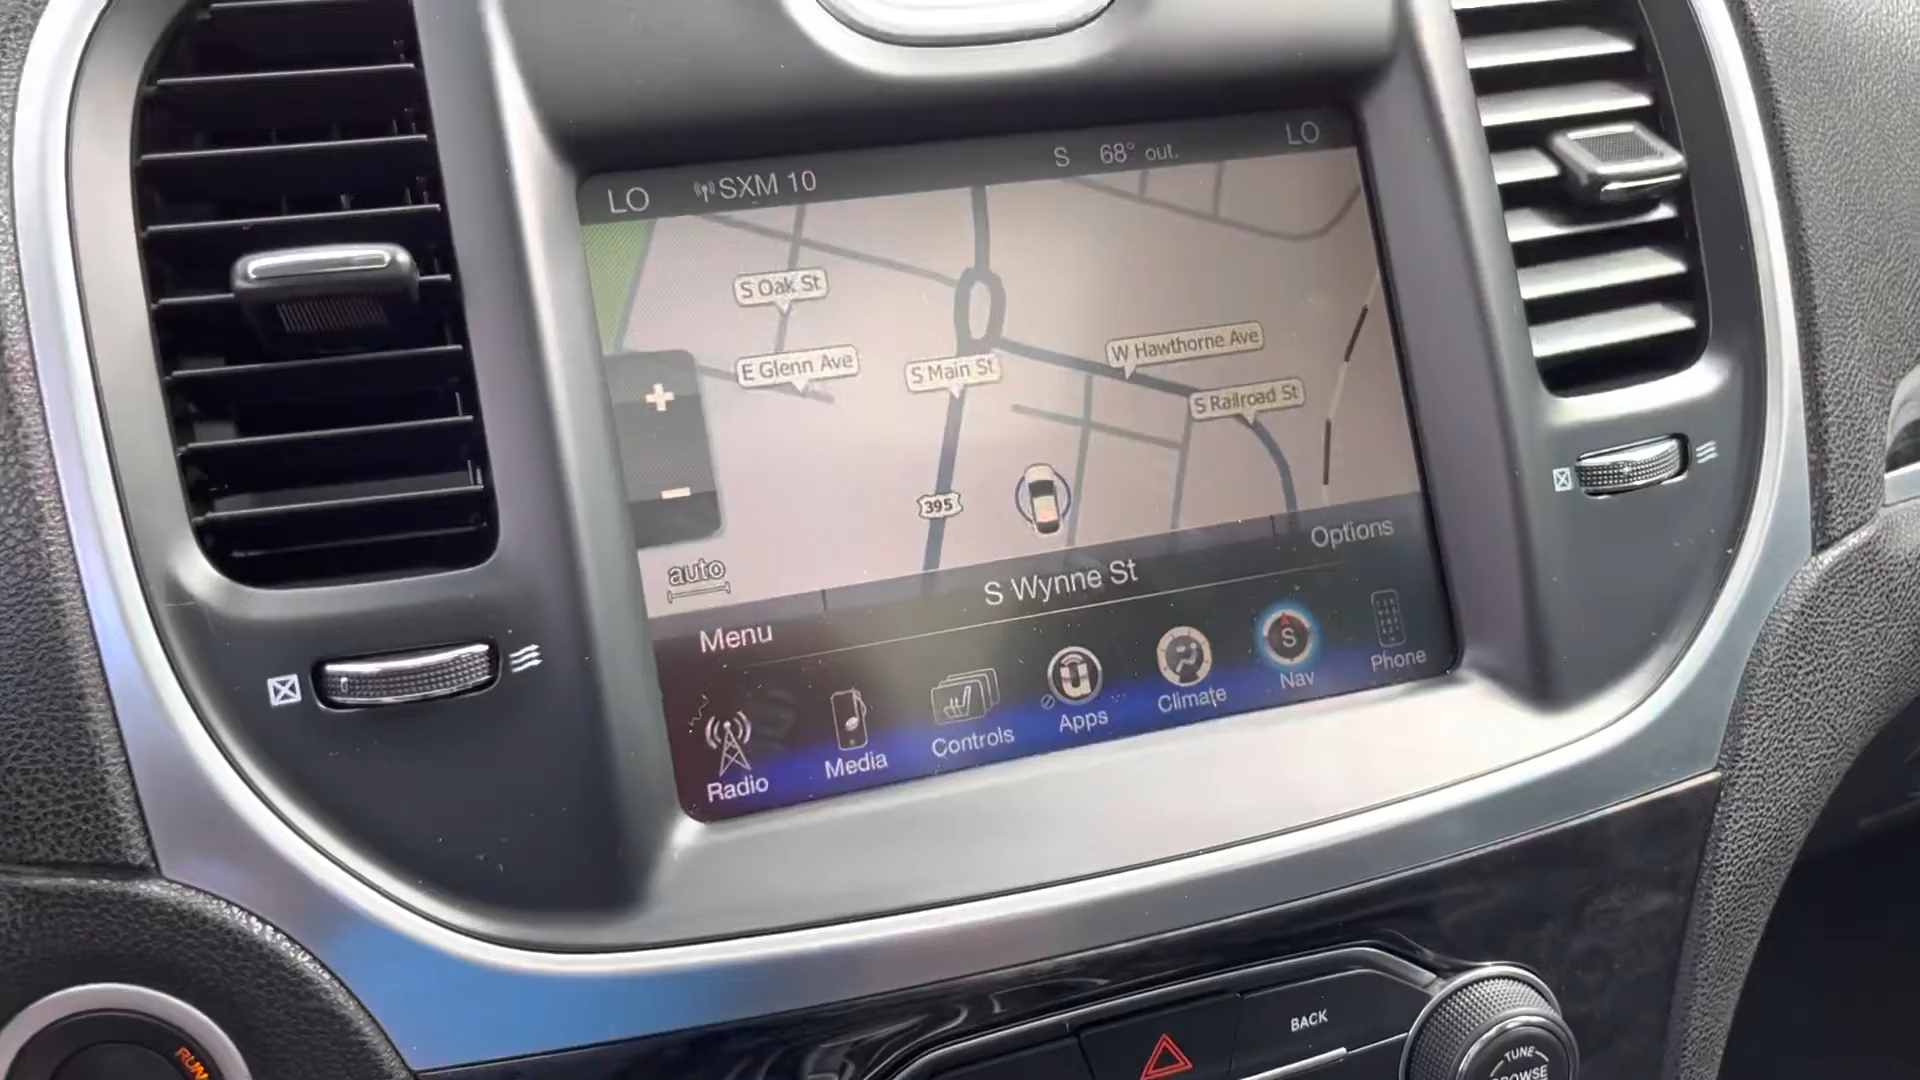 LO SXM 10 S 68° out. LO
S Oak St
E Glenn Ave
S Main St
W Hawthorne Ave
S Railroad St
395
auto
S Wynne St
Options
Menu
S
Radio
Media
Controls
Apps
Climate
Nav
Phone
RUN
BACK
TUNE